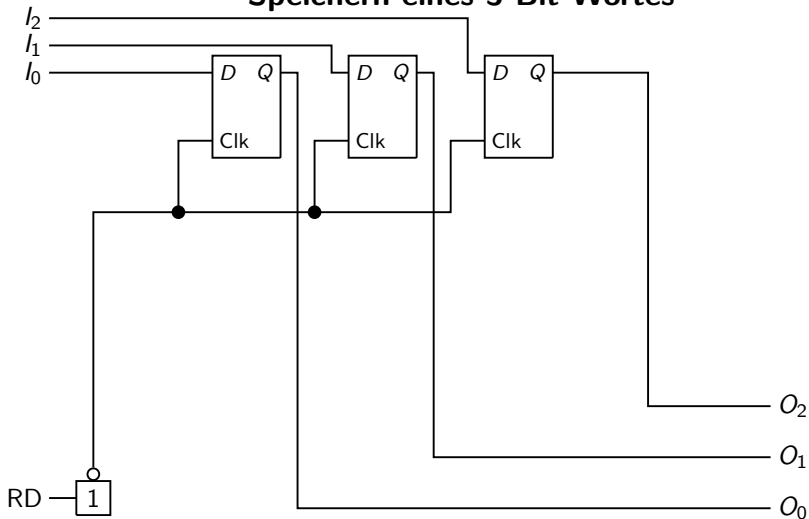 Speichern eines 3-Bit-Wortes
I2
I1
I0
D Q D Q D Q
Clk Clk Clk
O2
O1
RD 1
O0